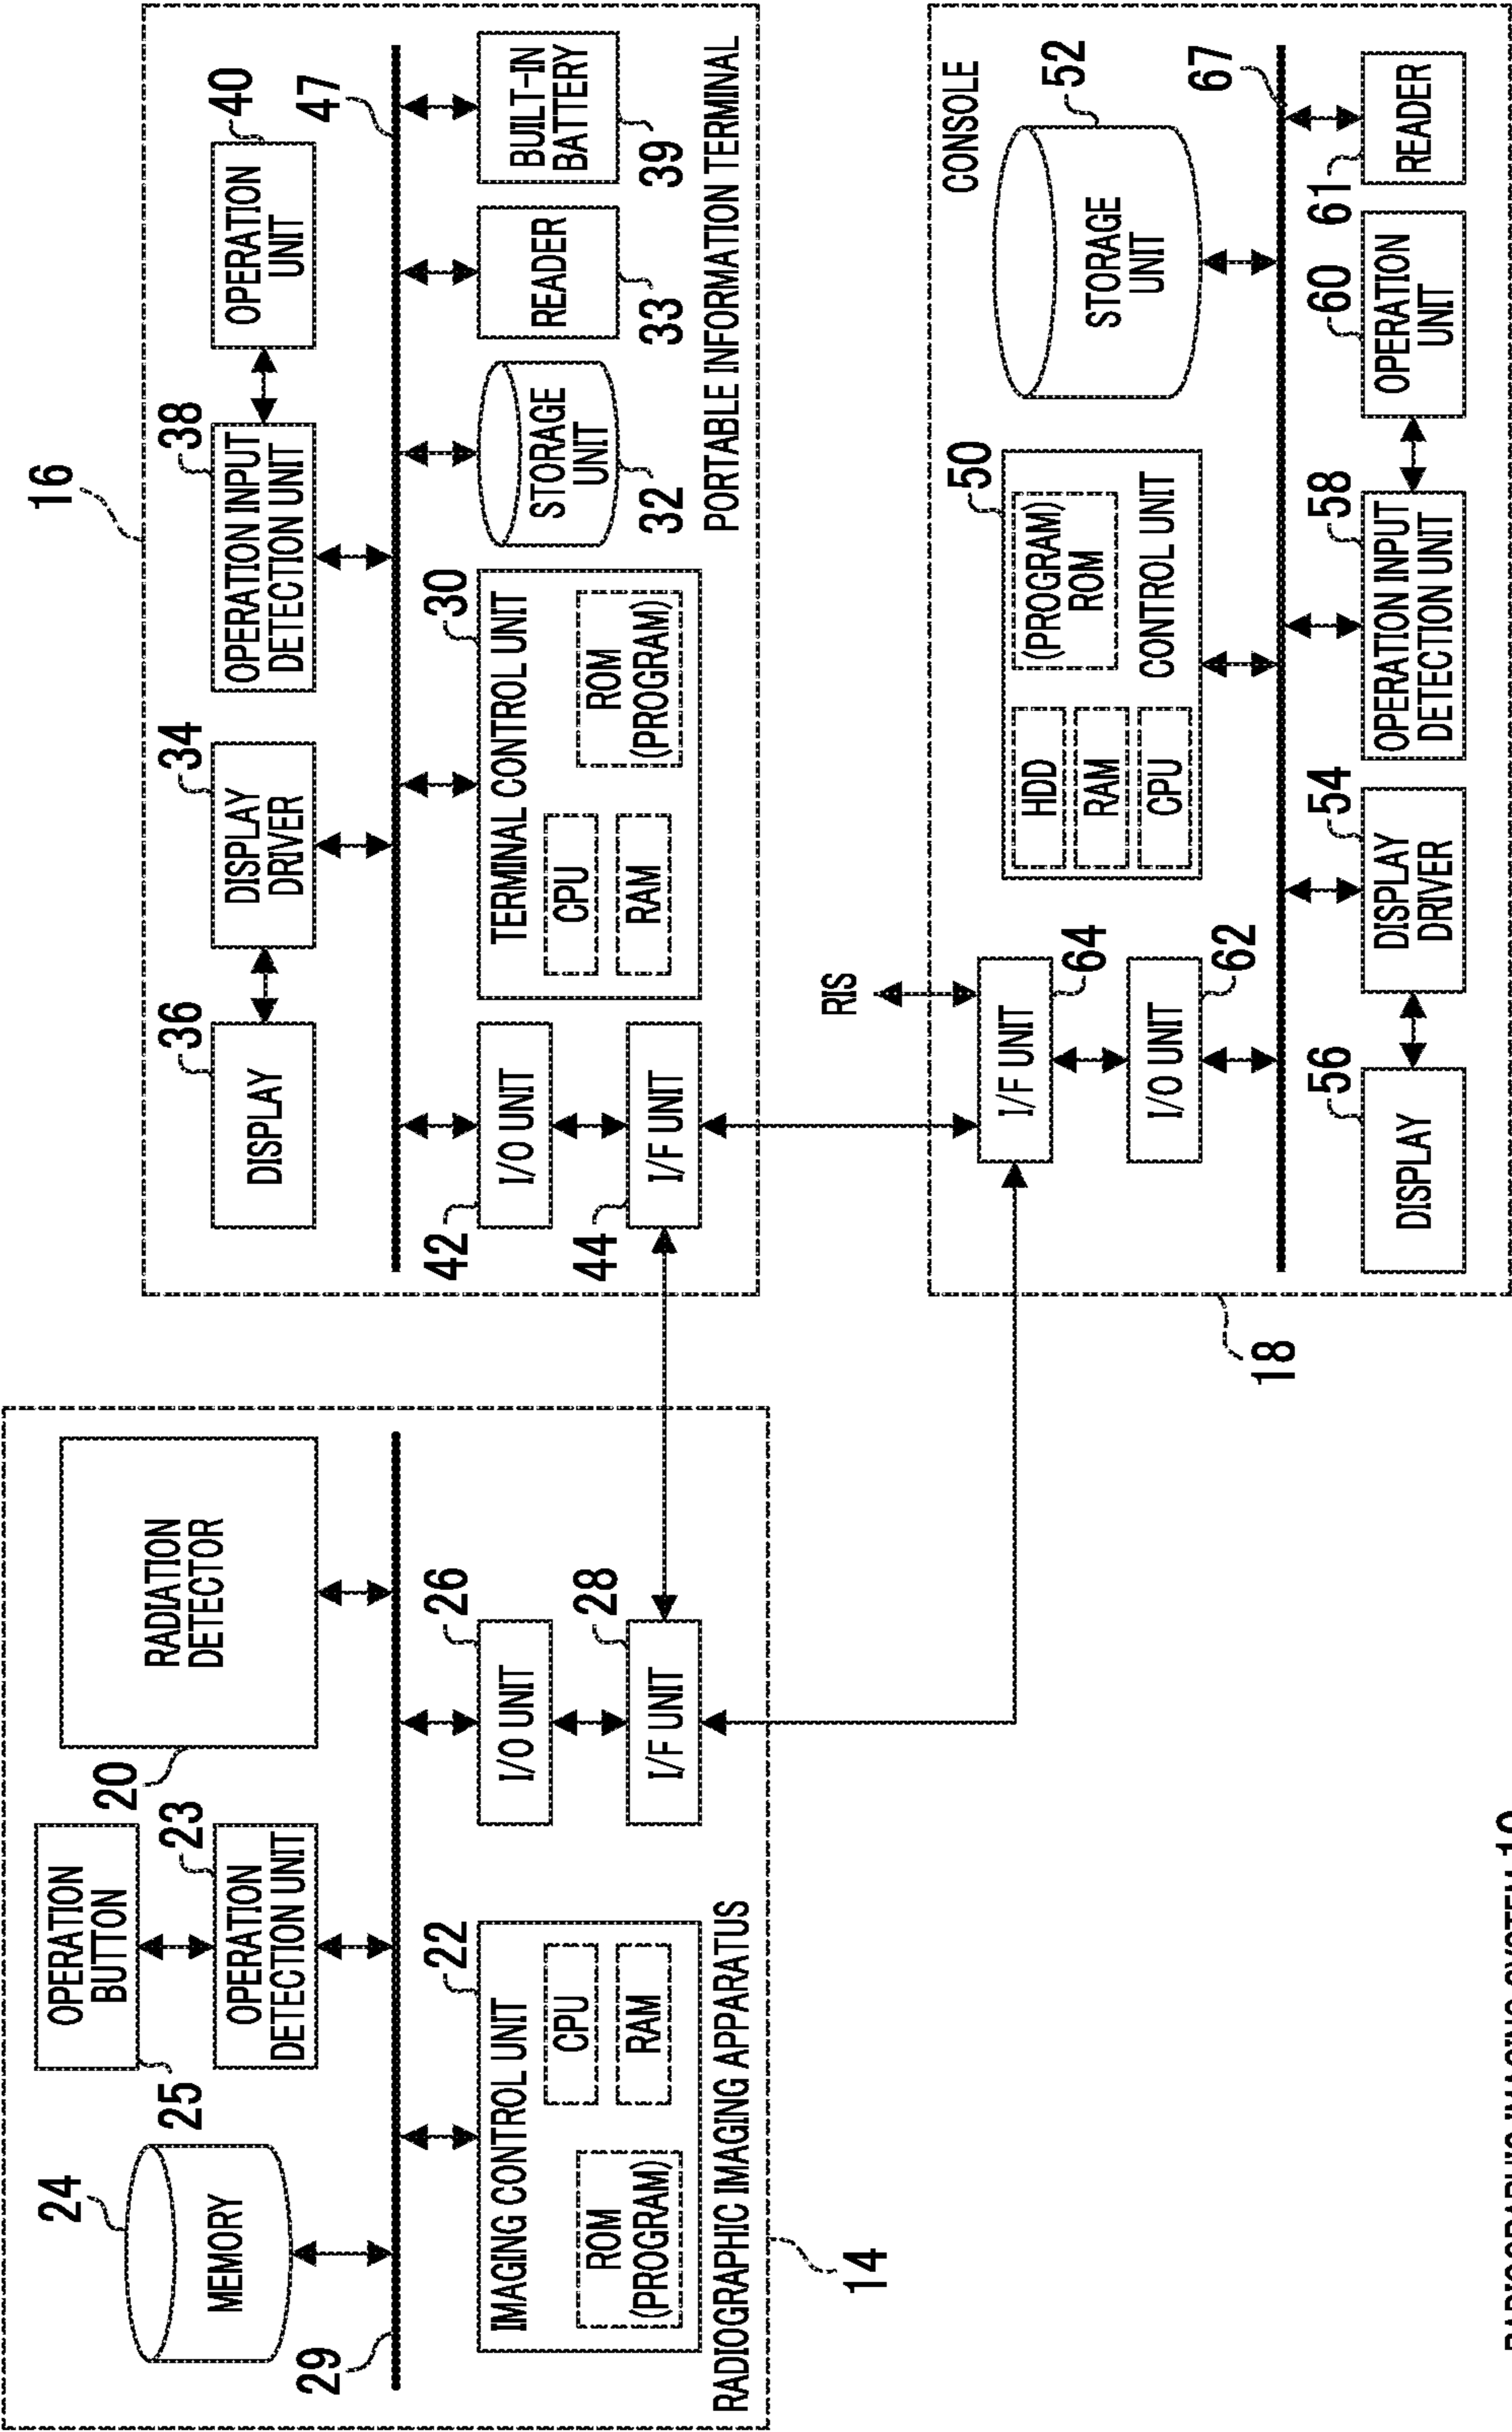 24
MEMORY
25
OPERATION
BUTTON
23
OPERATION
DETECTION UNIT
20
RADIATION
DETECTOR
29
22
IMAGING CONTROL UNIT
ROM
(PROGRAM)
CPU
RAM
26
I/O UNIT
28
I/F UNIT
RADIOGRAPHIC IMAGING APPARATUS
14
16
36
DISPLAY
34
DISPLAY
DRIVER
38
OPERATION INPUT
DETECTION UNIT
40
OPERATION
UNIT
47
42
I/O UNIT
44
I/F UNIT
30
TERMINAL CONTROL UNIT
CPU
RAM
ROM
(PROGRAM)
STORAGE
UNIT
32
READER
33
BUILT-IN
BATTERY
39
PORTABLE INFORMATION TERMINAL
RIS
CONSOLE
64
I/F UNIT
62
I/O UNIT
50
HDD
RAM
CPU
(PROGRAM)
ROM
CONTROL UNIT
52
STORAGE
UNIT
67
56
DISPLAY
54
DISPLAY
DRIVER
58
OPERATION INPUT
DETECTION UNIT
60
OPERATION
UNIT
61
READER
18
RADIOGRAPHIC IMAGING SYSTEM 10